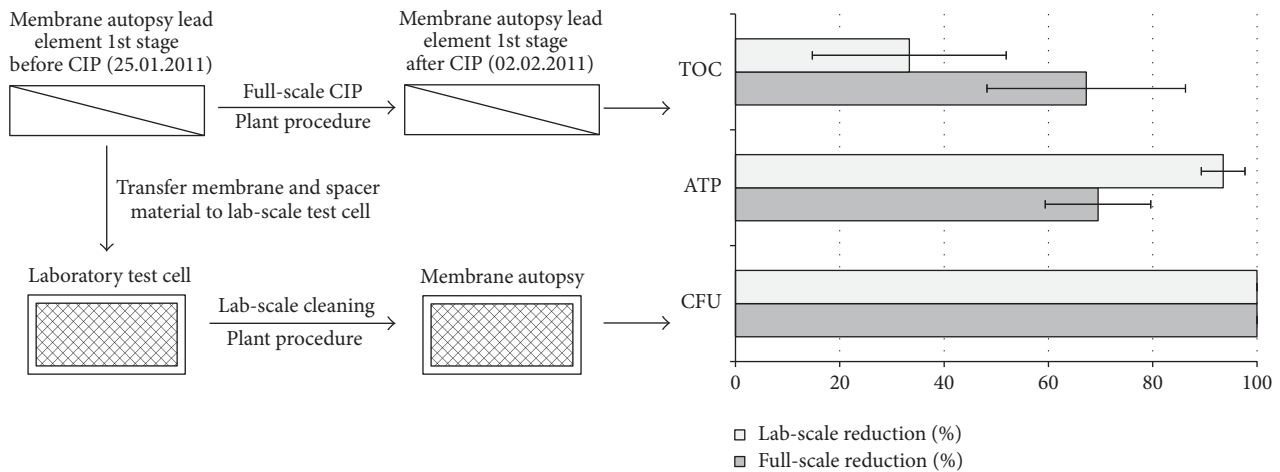 Membrane autopsy lead
element 1st stage
before CIP (25.01.2011)
Full-scale CIP
Plant procedure
Membrane autopsy lead
element 1st stage
after CIP (02.02.2011)
Transfer membrane and spacer
material to lab-scale test cell
Laboratory test cell
Lab-scale cleaning
Plant procedure
Membrane autopsy
TOC
ATP
CFU
0 20 40 60 80 100
Lab-scale reduction (%)
Full-scale reduction (%)